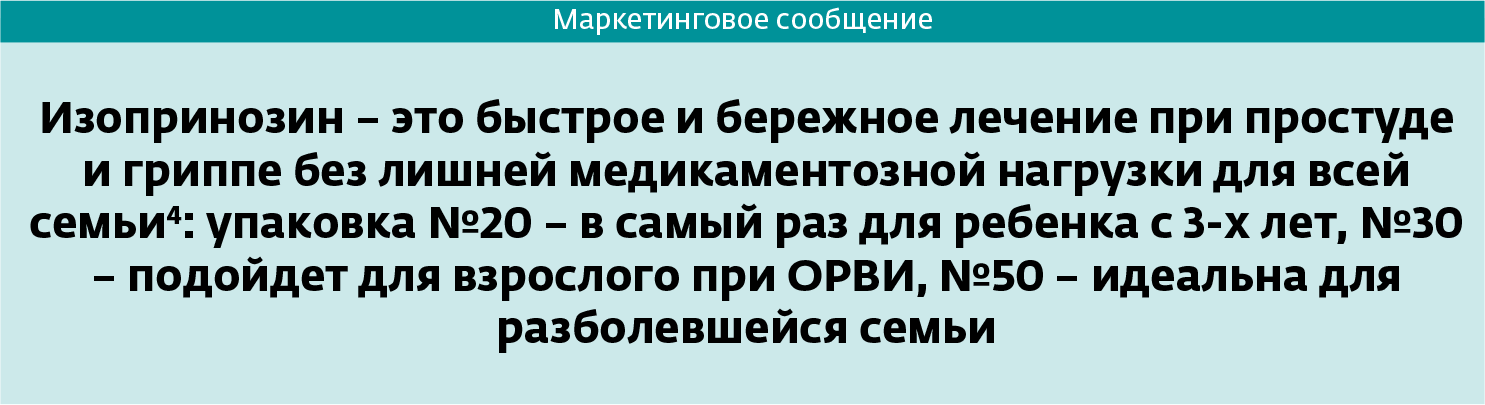 Маркетинговое сообщение
Изопринозин – это быстрое и бережное лечение при простуде
и гриппе без лишней медикаментозной нагрузки для всей
семьи⁴: упаковка №20 – в самый раз для ребенка с 3-х лет, №30
– подойдет для взрослого при ОРВИ, №50 – идеальна для
разболевшейся семьи